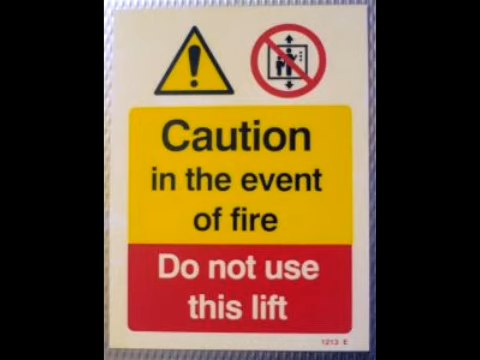 Caution
in the event
of fire
Do not use
this lift
1213 E